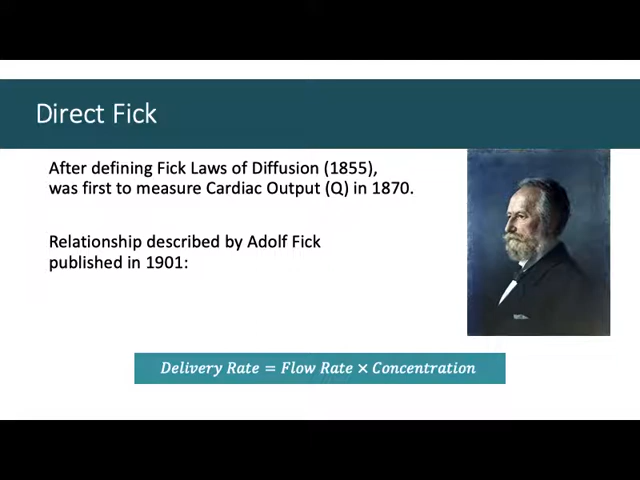 Direct Fick
After defining Fick Laws of Diffusion (1855),
was first to measure Cardiac Output (Q) in 1870.
Relationship described by Adolf Fick
published in 1901:
Delivery Rate = Flow Rate × Concentration